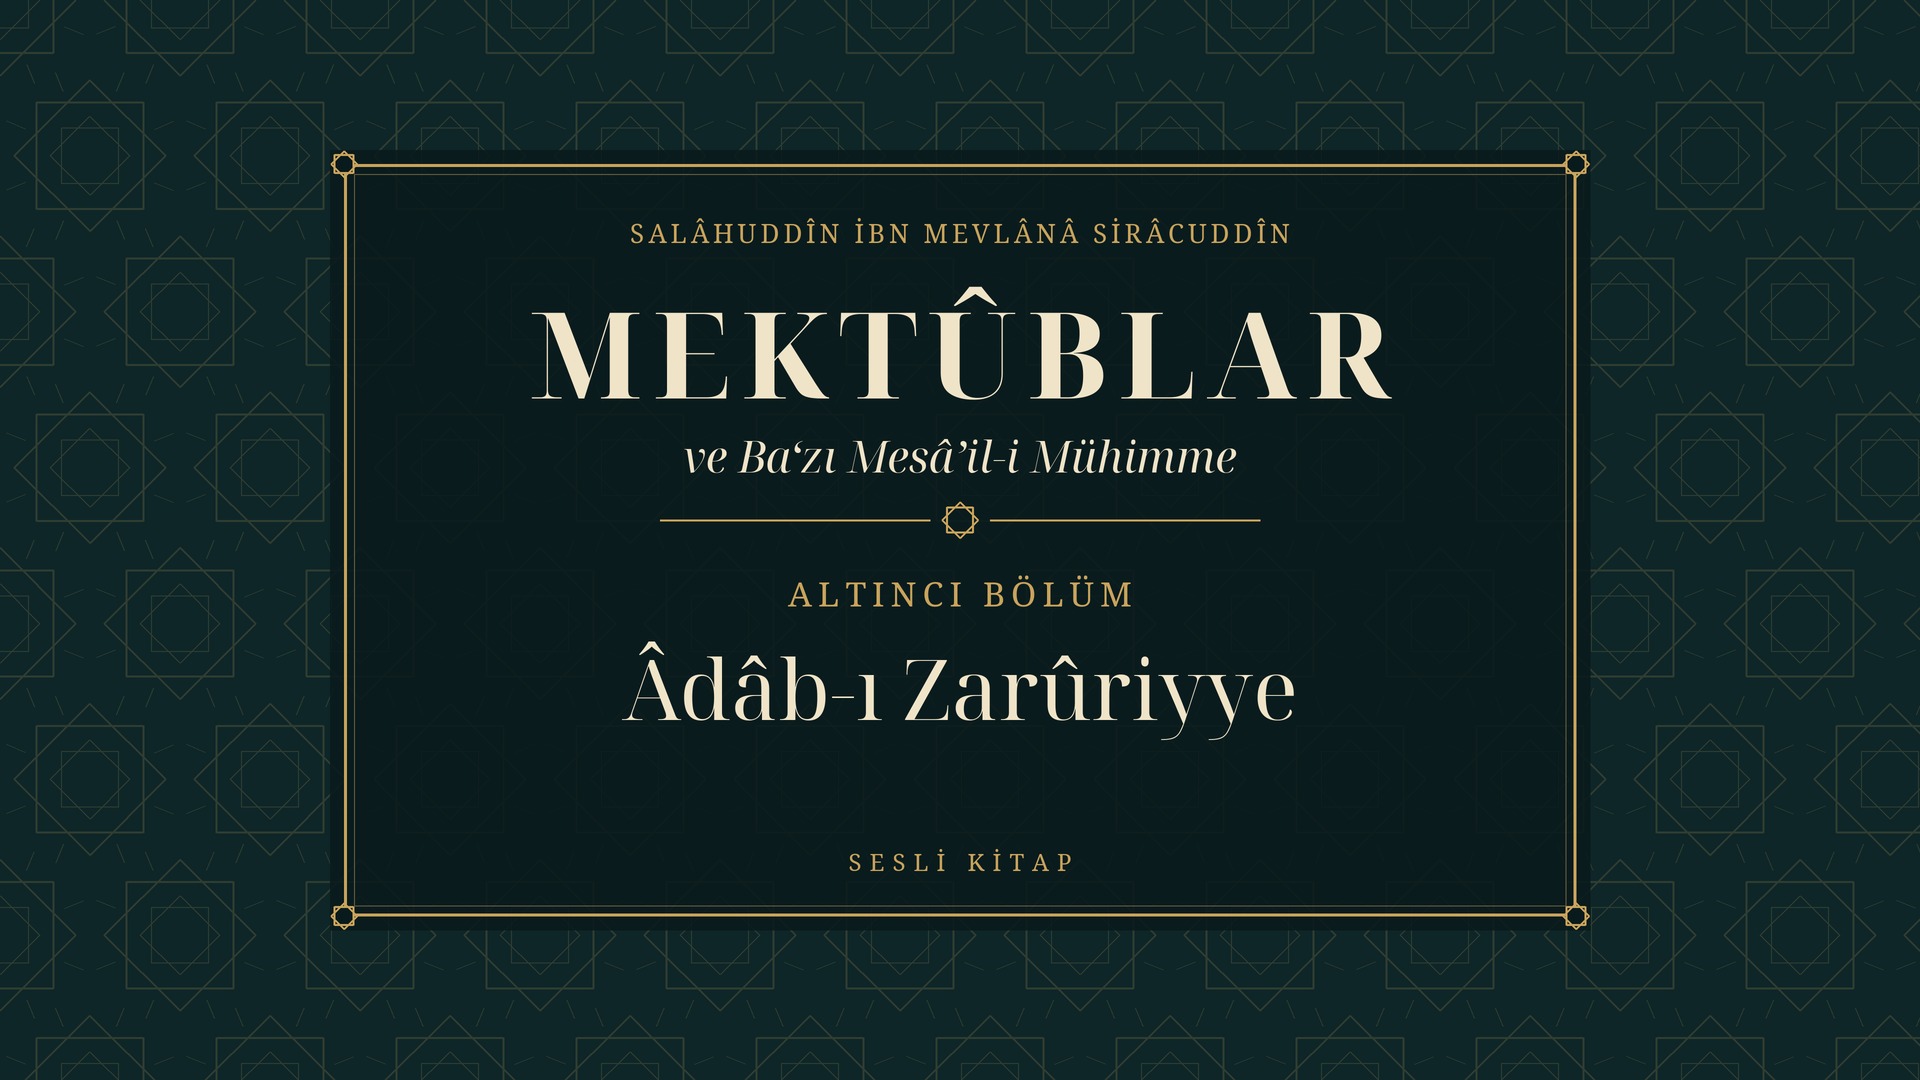 SALÂHUDDÎN İBN MEVLÂNÂ SİRÂCUDDÎN
MEKTÛBLAR
ve Ba‘zı Mesâ’il-i Mühimme
ALTINCI BÖLÜM
Âdâb-ı Zarûriyye
SESLİ KİTAP